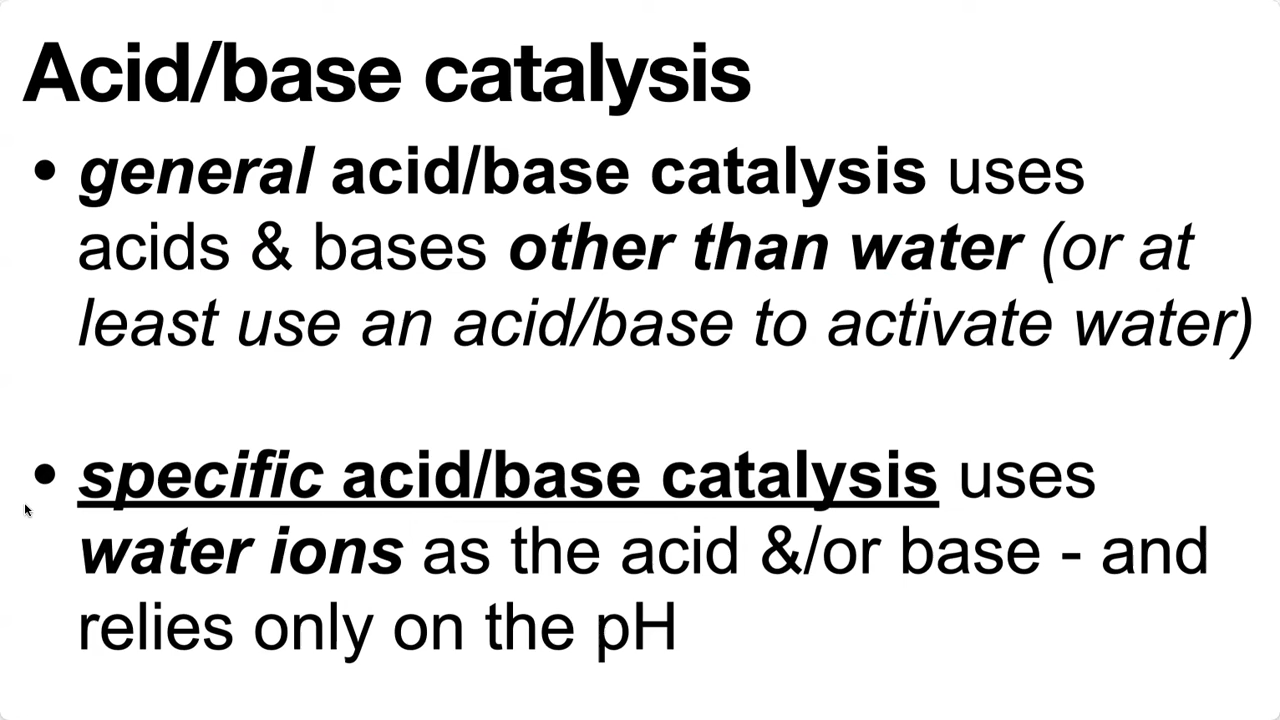 Acid/base catalysis
• general acid/base catalysis uses
acids & bases other than water (or at
least use an acid/base to activate water)
• specific acid/base catalysis uses
water ions as the acid &/or base - and
relies only on the pH